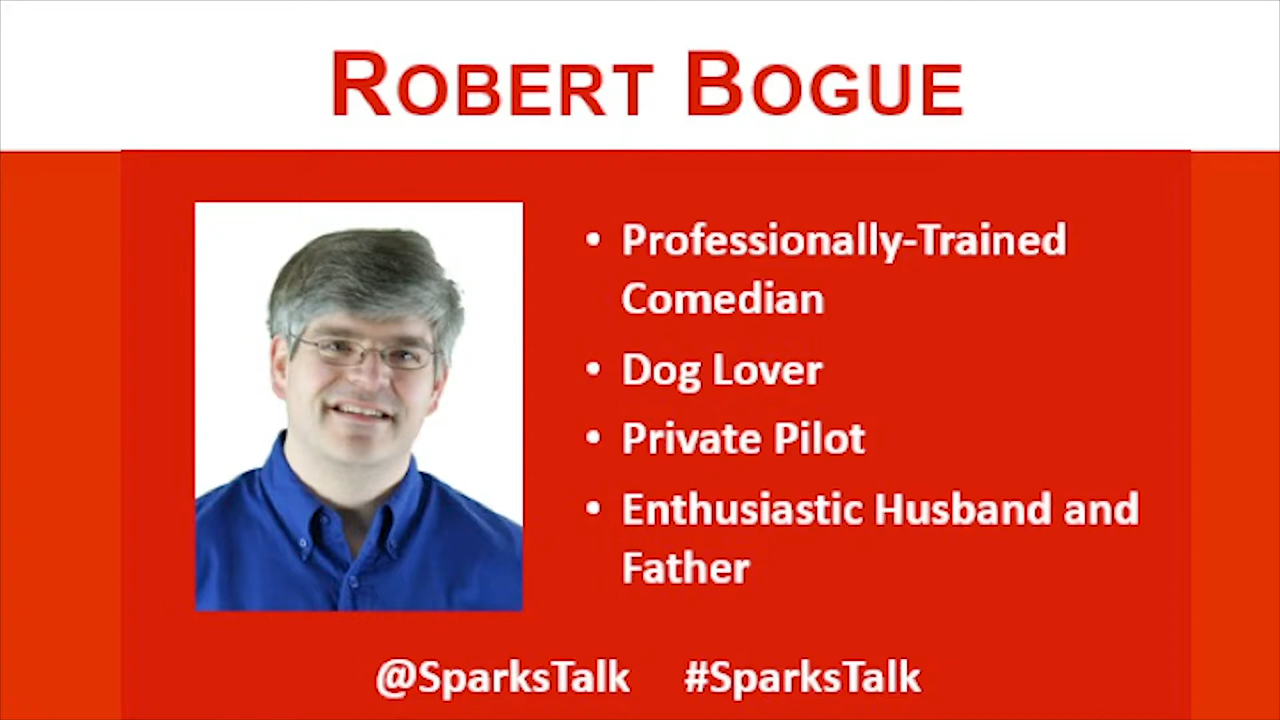 ROBERT BOGUE
• Professionally-Trained
Comedian
• Dog Lover
• Private Pilot
• Enthusiastic Husband and
Father
@SparksTalk #SparksTalk